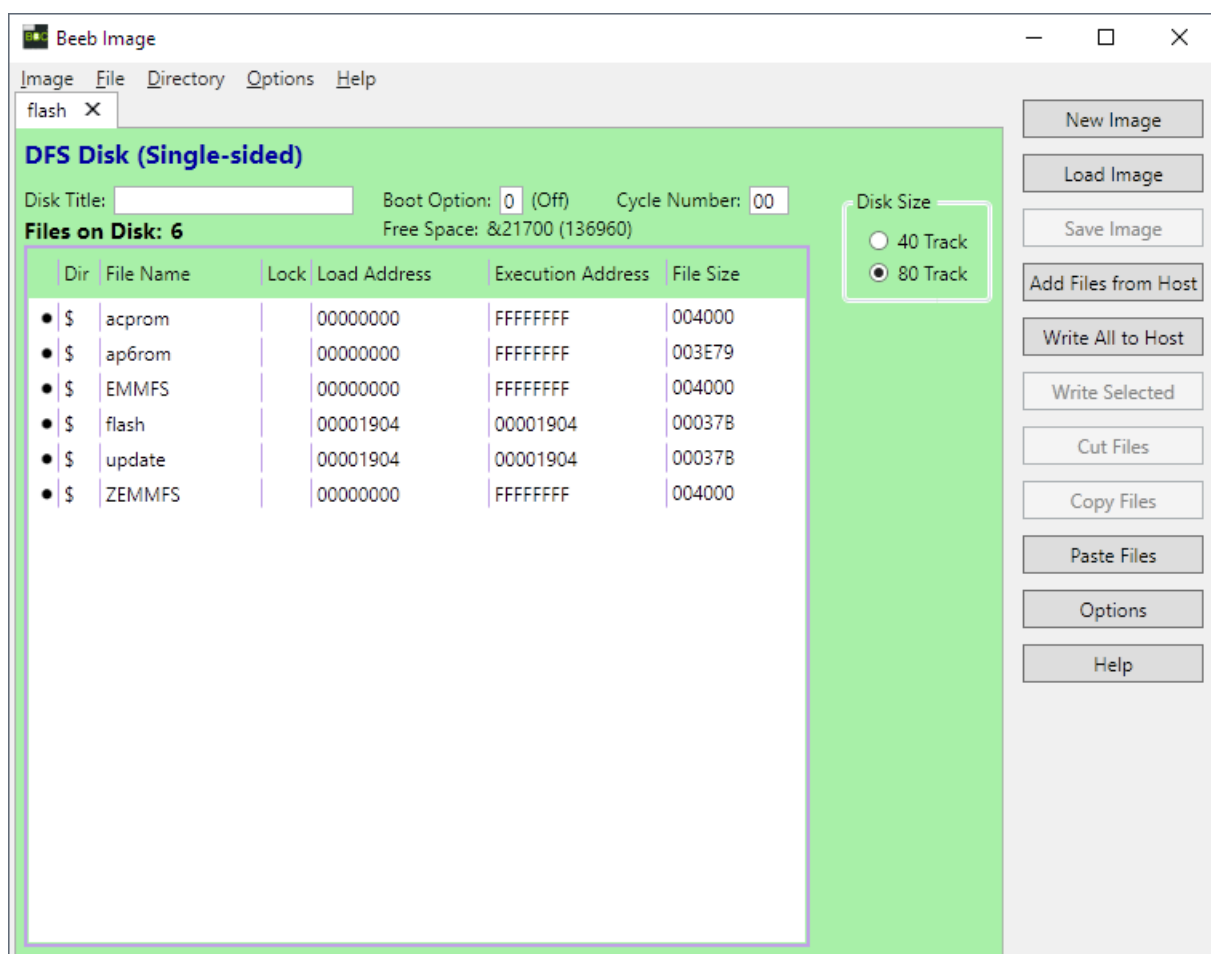 Beeb Image
Image File Directory Options Help
flash
DFS Disk (Single-sided)
Disk Title: Boot Option: 0 (Off) Cycle Number: 00
Files on Disk: 6 Free Space: &21700 (136960)
Disk Size
40 Track
80 Track
Dir File Name Lock Load Address Execution Address File Size
$ acprom 00000000 FFFFFFFF 004000
$ ap6rom 00000000 FFFFFFFF 003E79
$ EMMFS 00000000 FFFFFFFF 004000
$ flash 00001904 00001904 00037B
$ update 00001904 00001904 00037B
$ ZEMMFS 00000000 FFFFFFFF 004000
New Image
Load Image
Save Image
Add Files from Host
Write All to Host
Write Selected
Cut Files
Copy Files
Paste Files
Options
Help